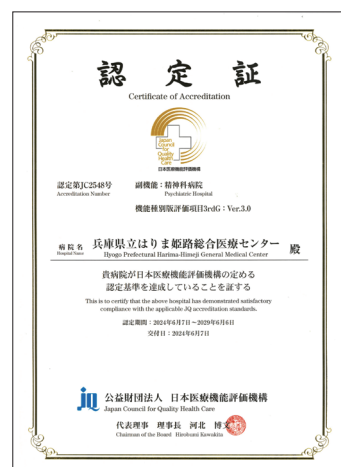 認定証
Certificate of Accreditation
Japan
Council
for
Quality
Health
Care
日本医療機能評価機構
認定第JC2548号
Accreditation Number
副機能：精神科病院
Psychiatric Hospital
機能種別版評価項目3rdG：Ver.3.0
病院名 兵庫県立はりま姫路総合医療センター 殿
Hospital Name Hyogo Prefectural Harima-Himeji General Medical Center
貴病院が日本医療機能評価機構の定める
認定基準を達成していることを証する
This is to certify that the above hospital has demonstrated satisfactory
compliance with the applicable JQ accreditation standards.
認定期間：2024年6月7日～2029年6月6日
交付日：2024年6月7日
jq 公益財団法人 日本医療機能評価機構
Japan Council for Quality Health Care
代表理事 理事長 河北 博文
Chairman of the Board Hirobumi Kawakita